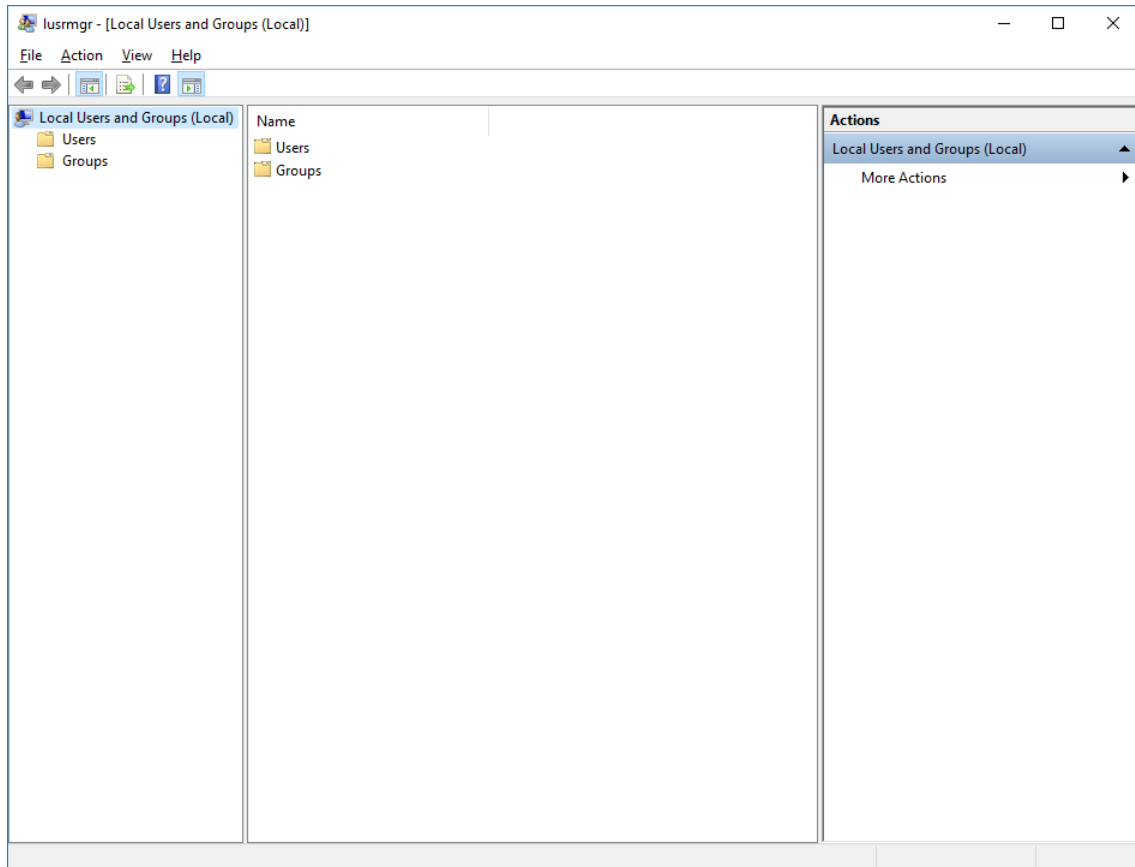 lusrmgr - [Local Users and Groups (Local)]
File Action View Help
Local Users and Groups (Local)
Users
Groups
Name
Users
Groups
Actions
Local Users and Groups (Local)
More Actions